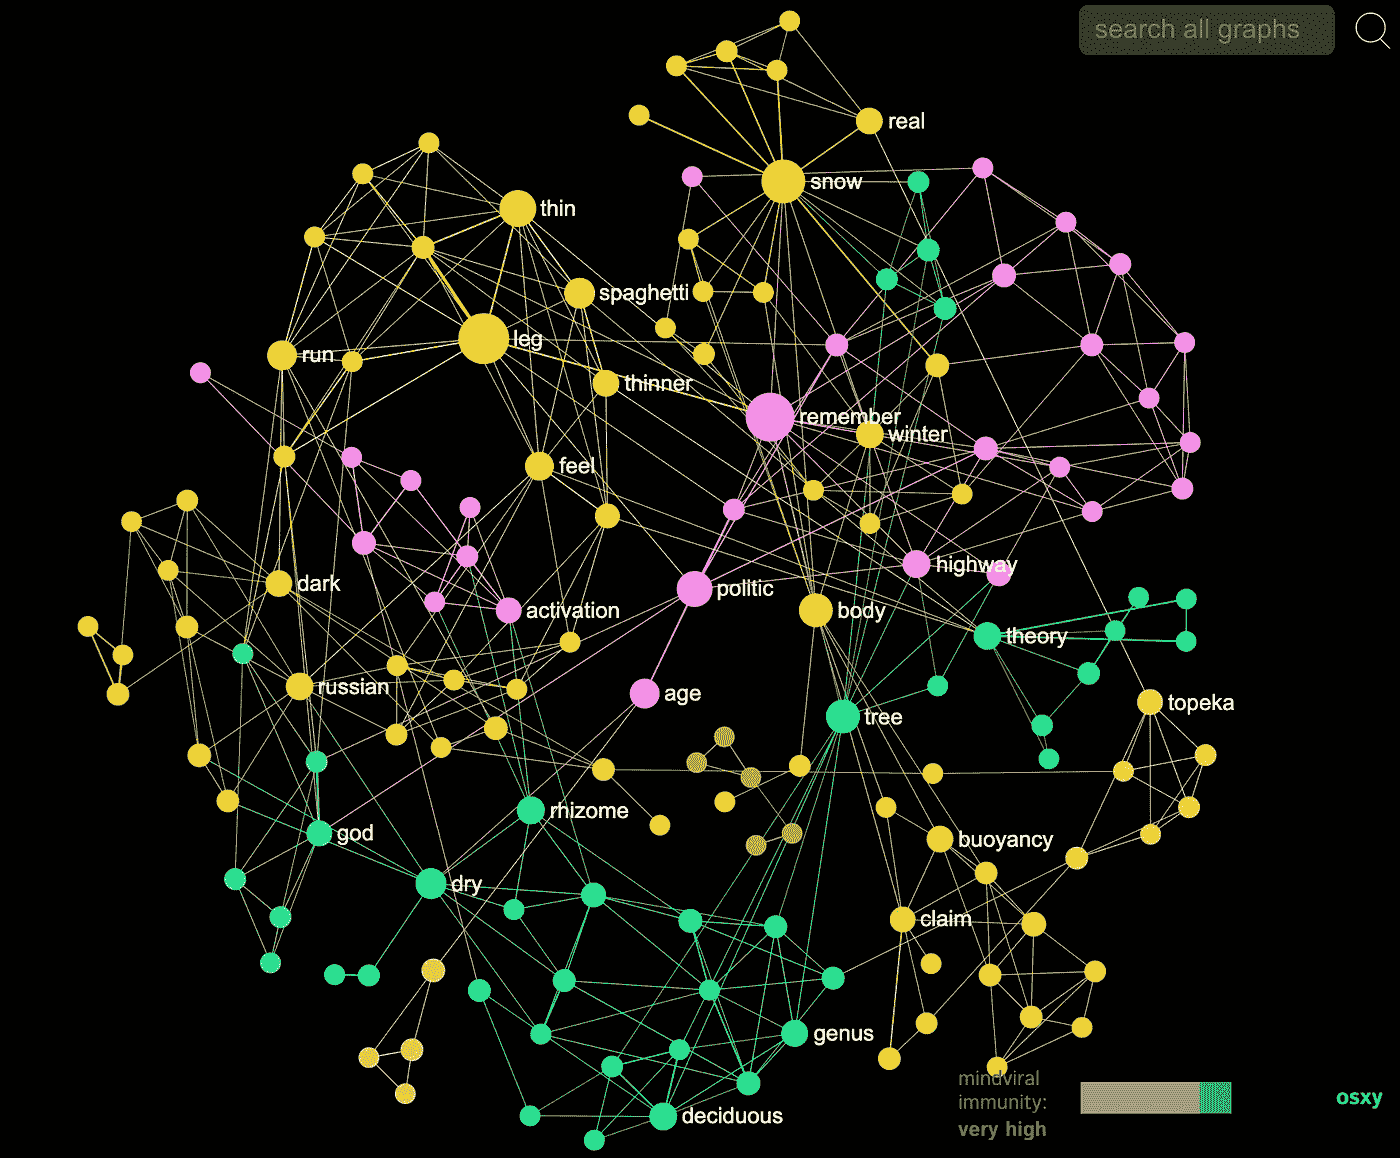 search all graphs
real
snow
thin
spaghetti
leg
run
thinner
remember
winter
feel
highway
dark
politic
activation
body
theory
russian
age
topeka
tree
rhizome
god
buoyancy
dry
claim
genus
deciduous
mindviral
immunity:
very high
osxy